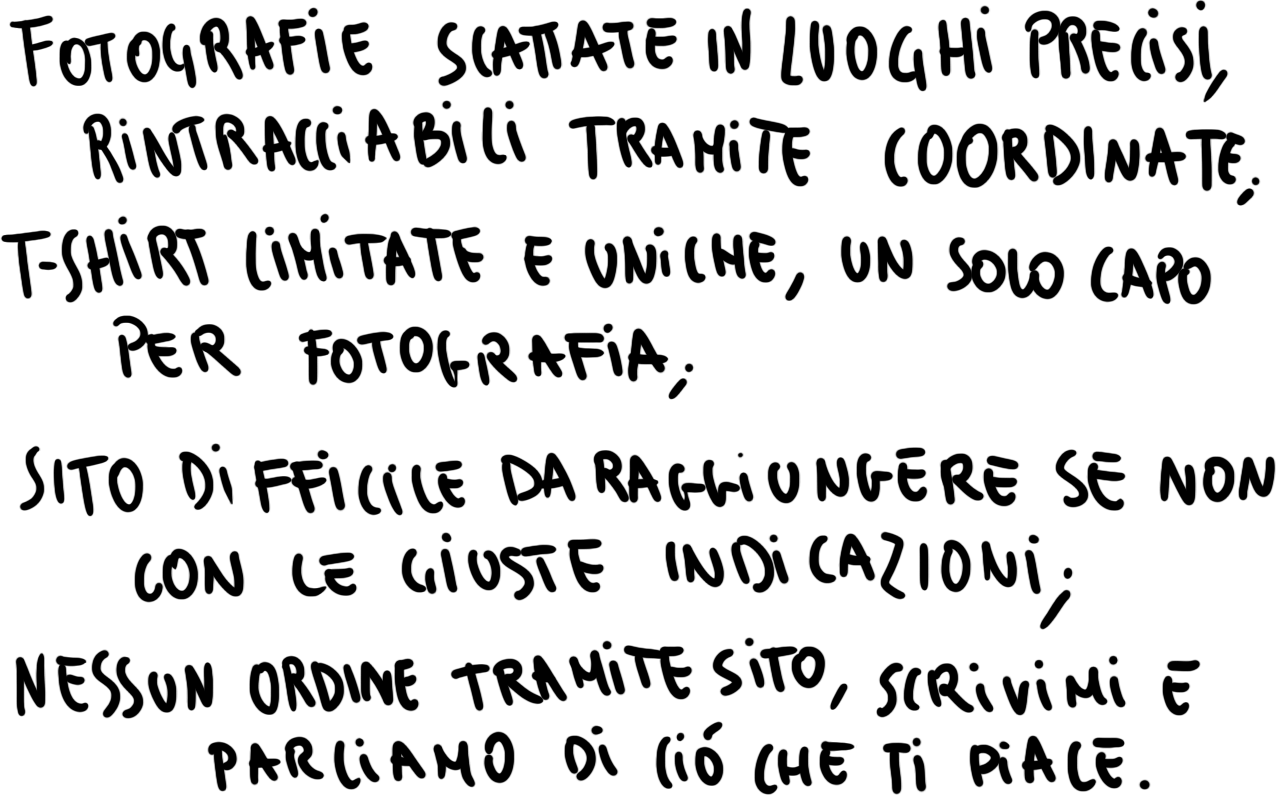 FOTOGRAFIE SCATTATE IN LUOGHI PRECISI,
RINTRACCIABILI TRAMITE COORDINATE;
T-SHIRT LIMITATE E UNICHE, UN SOLO CAPO
PER FOTOGRAFIA;
SITO DIFFICILE DA RAGGIUNGERE SE NON
CON LE GIUSTE INDICAZIONI;
NESSUN ORDINE TRAMITE SITO, SCRIVIMI E
PARLIAMO DI CIÓ CHE TI PIACE.